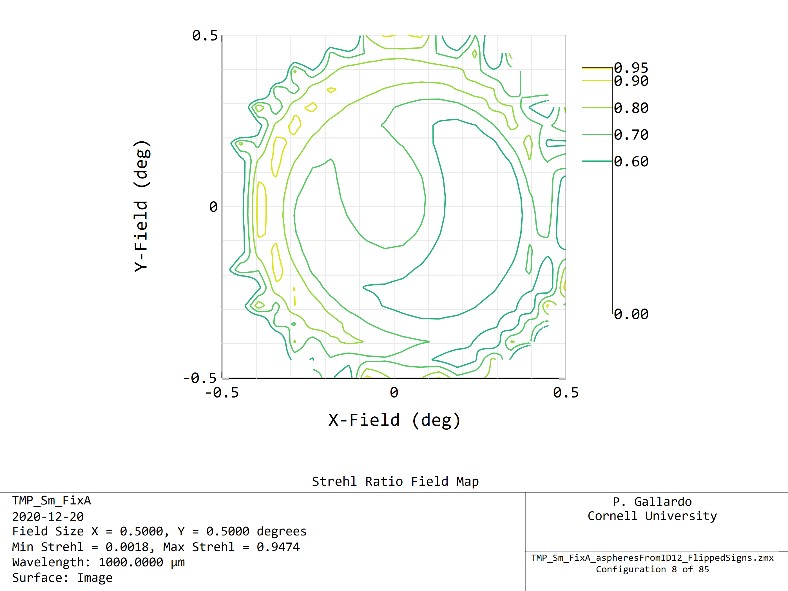 0.5
0
-0.5
-0.5
0
0.5
Y-Field (deg)
X-Field (deg)
0.95
0.90
0.80
0.70
0.60
0.00
Strehl Ratio Field Map
TMP_Sm_FixA
2020-12-20
Field Size X = 0.5000, Y = 0.5000 degrees
Min Strehl = 0.0018, Max Strehl = 0.9474
Wavelength: 1000.0000 µm
Surface: Image
P. Gallardo
Cornell University
TMP_Sm_FixA_aspheresFromID12_FlippedSigns.zmx
Configuration 8 of 85